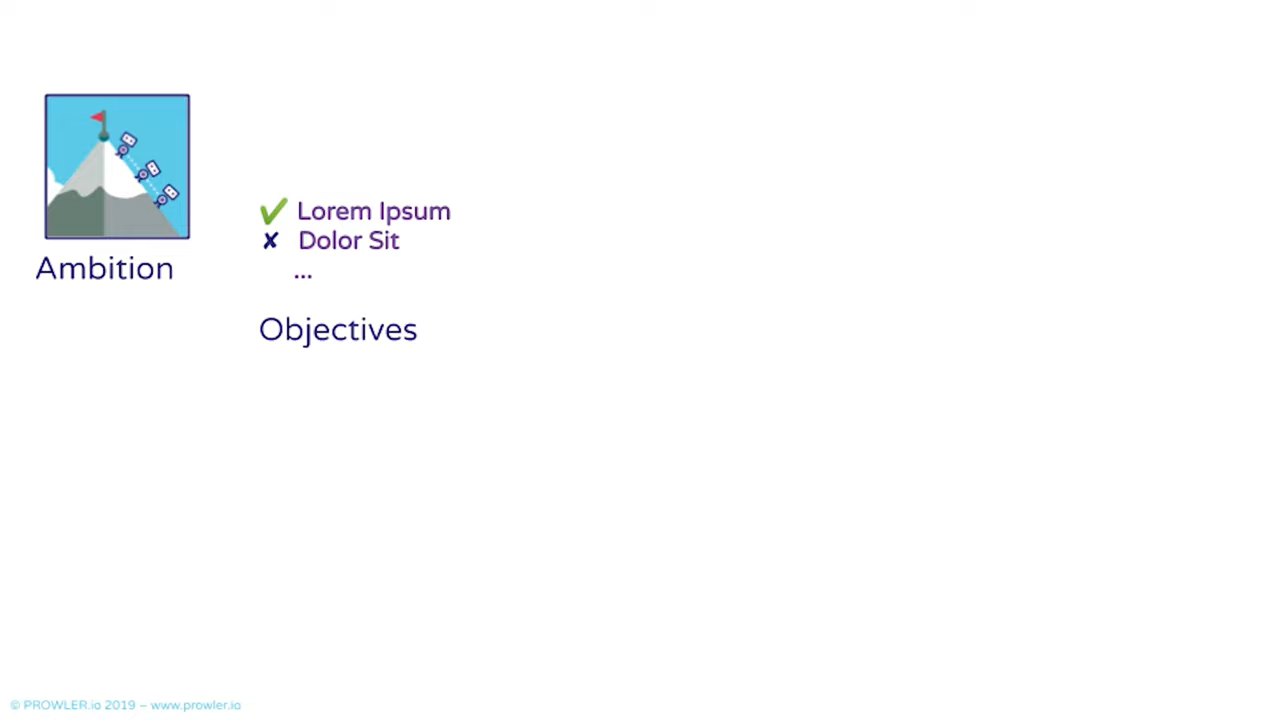 ✔ Lorem Ipsum
✘ Dolor Sit
...
Ambition
Objectives
© PROWLER.io 2019 – www.prowler.io